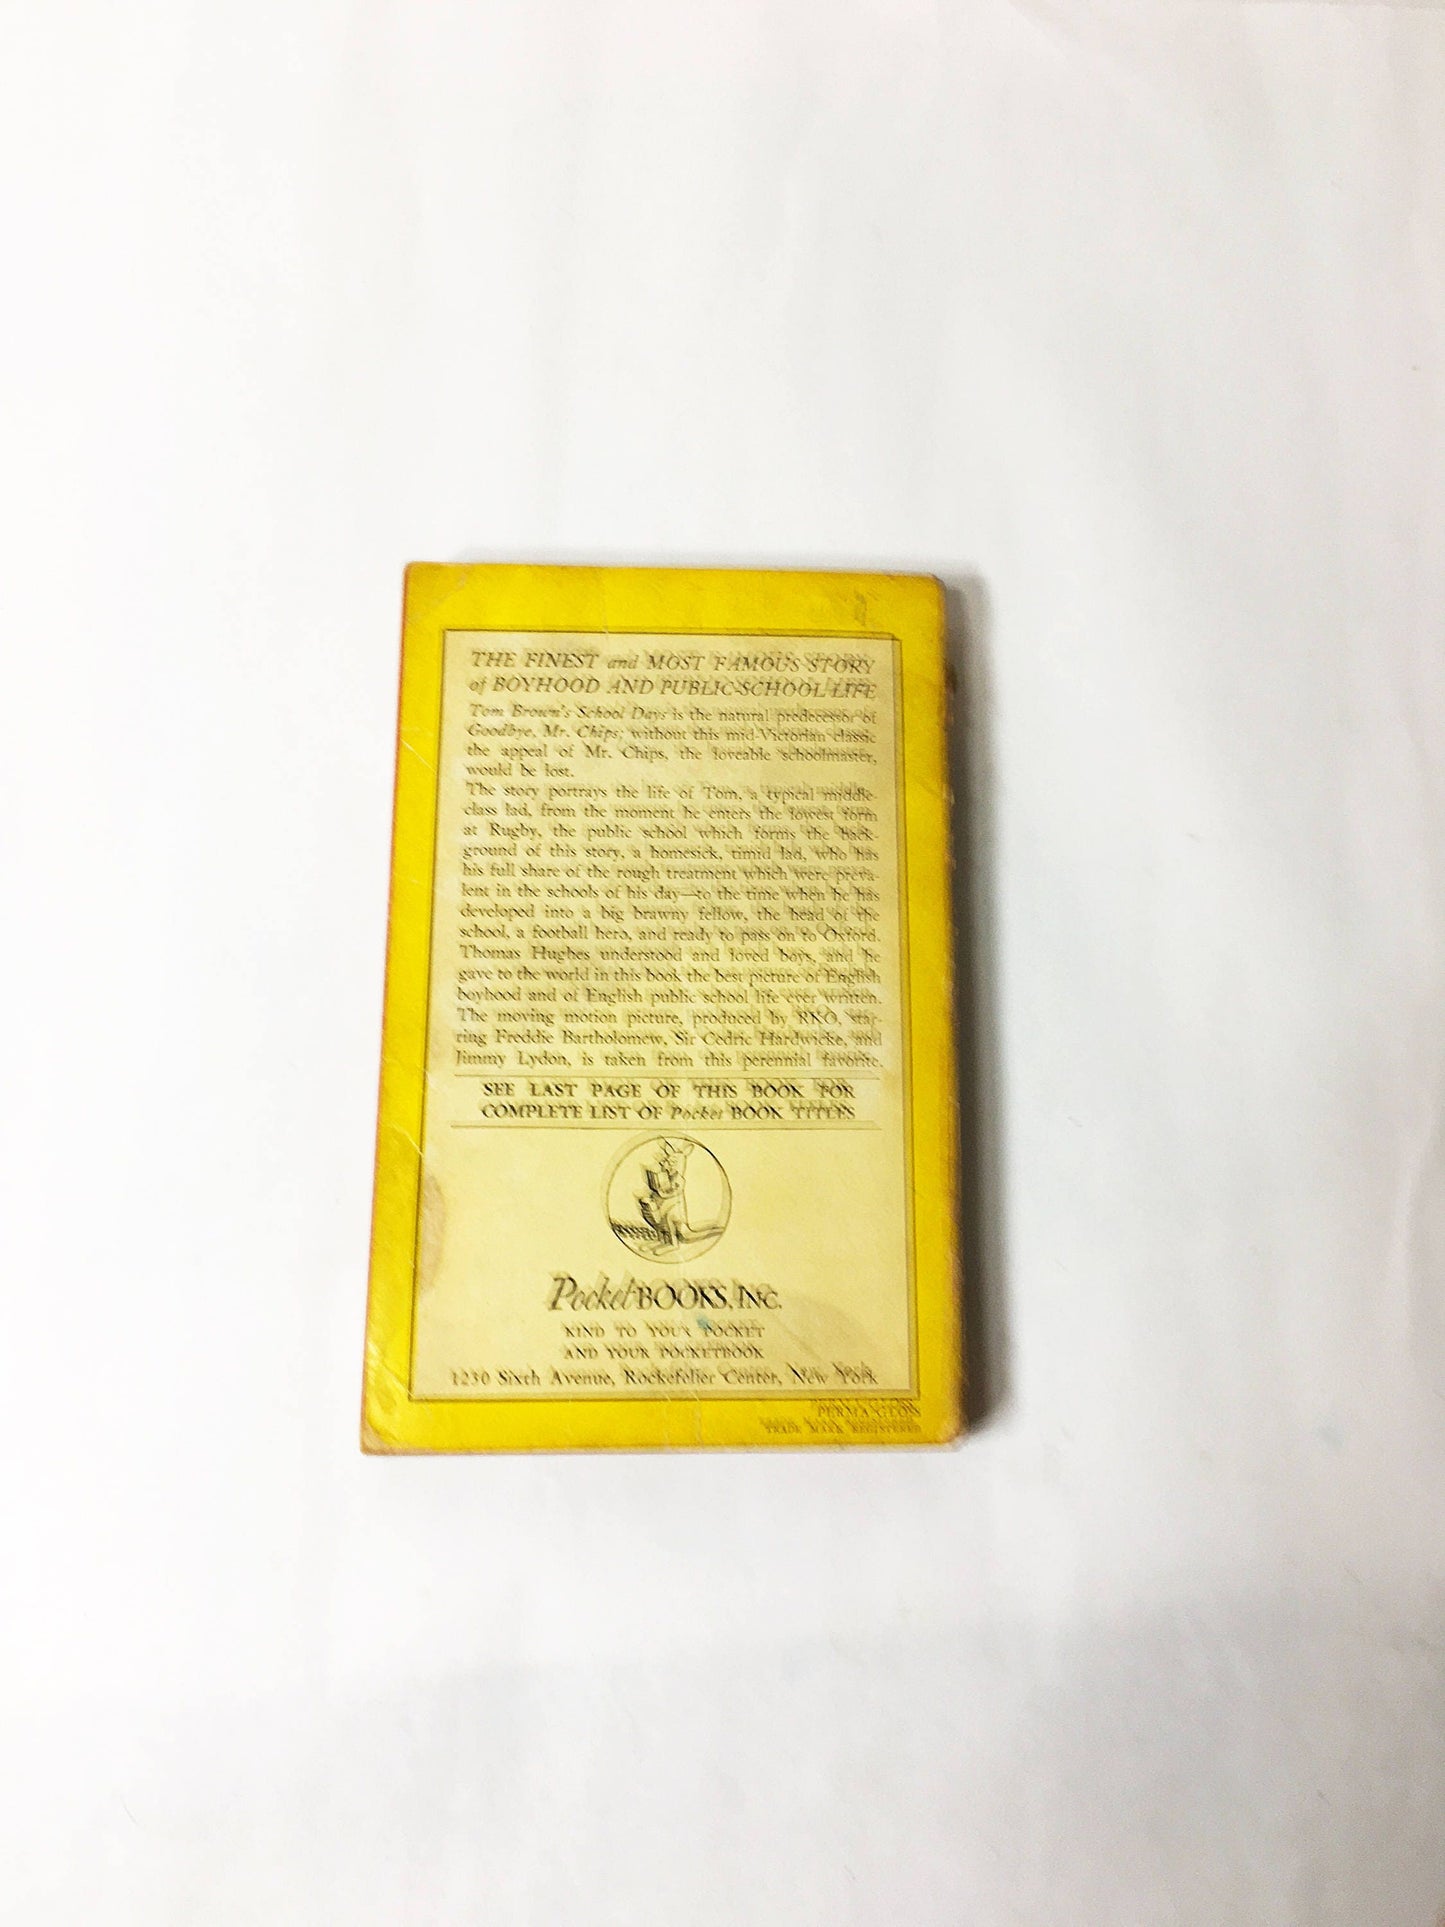 THE FINEST and MOST FAMOUS STORY
of BOYHOOD AND PUBLIC-SCHOOL LIFE
Tom Brown's School Days is the natural predecessor of
Goodbye, Mr. Chips; without this mid-Victorian classic
the appeal of Mr. Chips, the loveable schoolmaster,
would be lost.
The story portrays the life of Tom, a typical middle-
class lad, from the moment he enters the lowest form
at Rugby, the public school which forms the back-
ground of this story, a homesick, timid lad, who has
his full share of the rough treatment which were preva-
lent in the schools of his day—to the time when he has
developed into a big brawny fellow, the head of the
school, a football hero, and ready to pass on to Oxford.
Thomas Hughes understood and loved boys, and he
gave to the world in this book the best picture of English
boyhood and of English public school life ever written.
The moving motion picture, produced by RKO, star-
ring Freddie Bartholomew, Sir Cedric Hardwicke, and
Jimmy Lydon, is taken from this perennial favorite.
SEE LAST PAGE OF THIS BOOK FOR
COMPLETE LIST OF Pocket BOOK TITLES
Pocket BOOKS, INC.
KIND TO YOUR POCKET
AND YOUR POCKETBOOK
1230 Sixth Avenue, Rockefeller Center, New York
PERMA-GLOSS
TRADE MARK REGISTERED